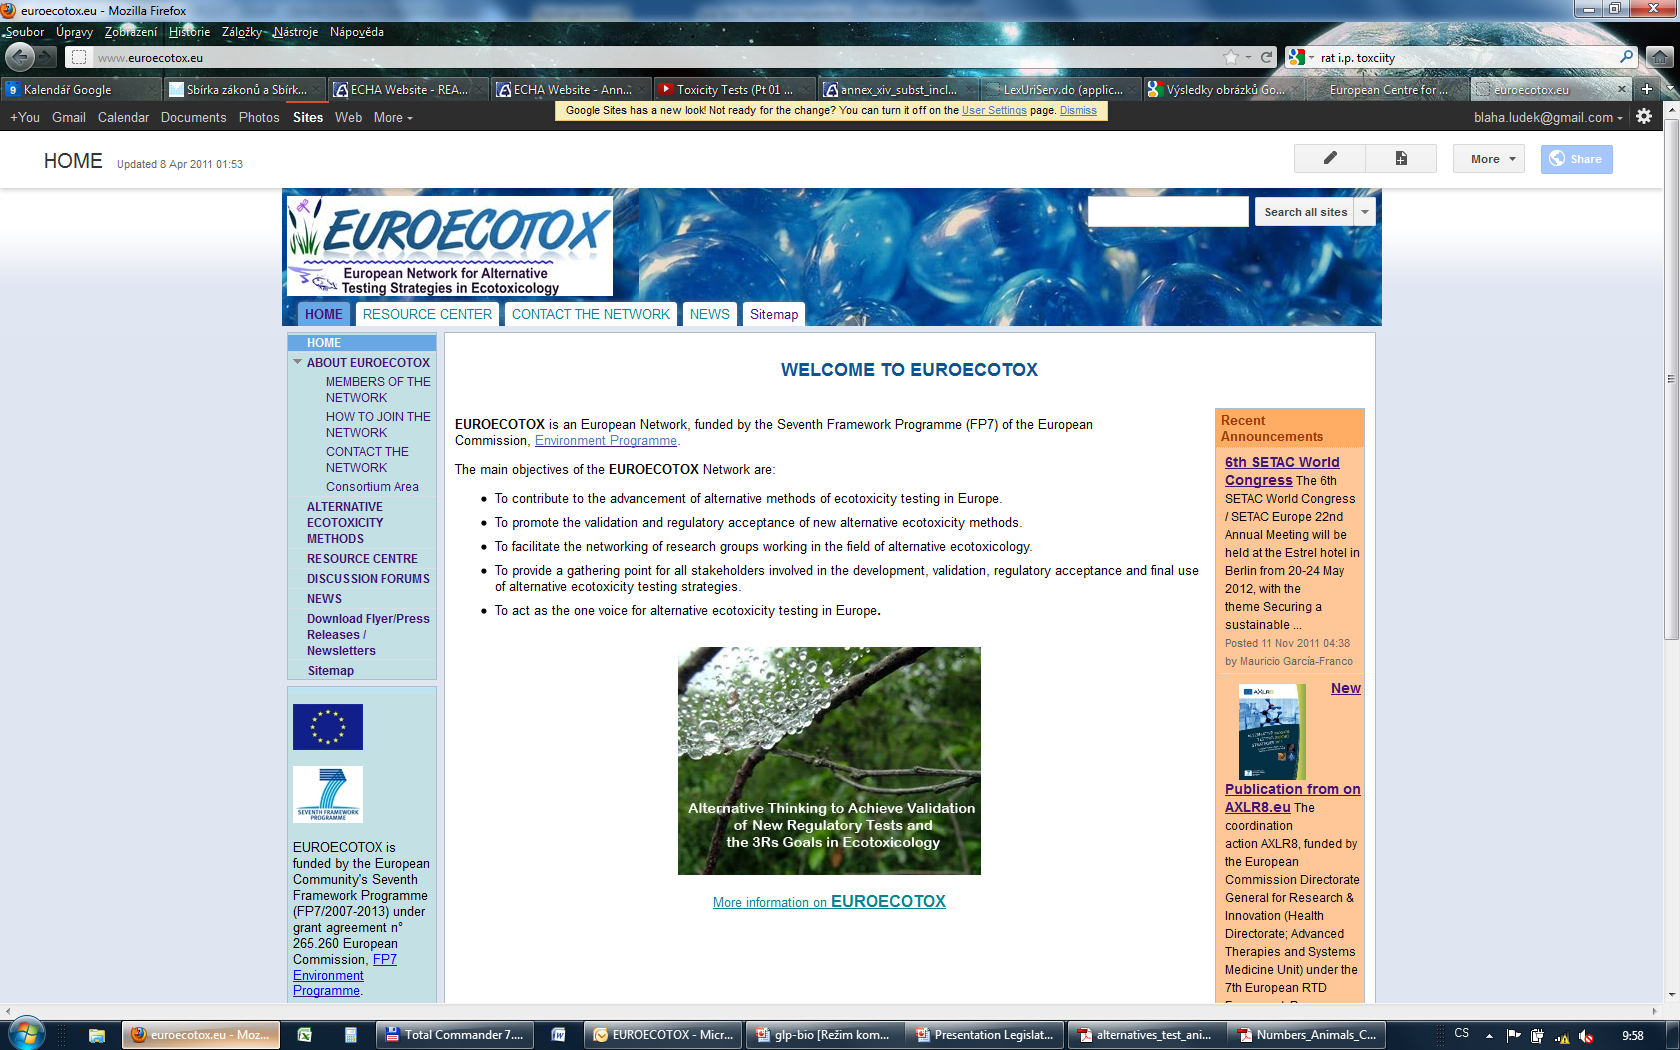 euroecotox.eu - Mozilla Firefox
Soubor Úpravy Zobrazení Historie Záložky Nástroje Nápověda
www.euroecotox.eu
rat i.p. toxciity
9 Kalendář Google
Sbírka zákonů a Sbírk...
ECHA Website - REA...
ECHA Website - Ann...
Toxicity Tests (Pt 01 ...
annex_xiv_subst_incl...
LexUriServ.do (applic...
Výsledky obrázků Go...
European Centre for ...
euroecotox.eu
+You Gmail Calendar Documents Photos Sites Web More
Google Sites has a new look! Not ready for the change? You can turn it off on the User Settings page. Dismiss
blaha.ludek@gmail.com
HOME Updated 8 Apr 2011 01:53
More
Share
EUROECOTOX
European Network for Alternative
Testing Strategies in Ecotoxicology
Search all sites
HOME RESOURCE CENTER CONTACT THE NETWORK NEWS Sitemap
HOME
ABOUT EUROECOTOX
MEMBERS OF THE
NETWORK
HOW TO JOIN THE
NETWORK
CONTACT THE
NETWORK
Consortium Area
ALTERNATIVE
ECOTOXICITY
METHODS
RESOURCE CENTRE
DISCUSSION FORUMS
NEWS
Download Flyer/Press
Releases /
Newsletters
Sitemap
7
SEVENTH FRAMEWORK
PROGRAMME
EUROECOTOX is
funded by the European
Community's Seventh
Framework Programme
(FP7/2007-2013) under
grant agreement n°
265.260 European
Commission, FP7
Environment
Programme.
WELCOME TO EUROECOTOX
EUROECOTOX is an European Network, funded by the Seventh Framework Programme (FP7) of the European
Commission, Environment Programme.
The main objectives of the EUROECOTOX Network are:
• To contribute to the advancement of alternative methods of ecotoxicity testing in Europe.
• To promote the validation and regulatory acceptance of new alternative ecotoxicity methods.
• To facilitate the networking of research groups working in the field of alternative ecotoxicology.
• To provide a gathering point for all stakeholders involved in the development, validation, regulatory acceptance and final use
of alternative ecotoxicity testing strategies.
• To act as the one voice for alternative ecotoxicity testing in Europe.
Alternative Thinking to Achieve Validation
of New Regulatory Tests and
the 3Rs Goals in Ecotoxicology
More information on EUROECOTOX
Recent
Announcements
6th SETAC World
Congress The 6th
SETAC World Congress
/ SETAC Europe 22nd
Annual Meeting will be
held at the Estrel hotel in
Berlin from 20-24 May
2012, with the
theme Securing a
sustainable ...
Posted 11 Nov 2011 04:38
by Mauricio García-Franco
AXLR8
New
Publication from on
AXLR8.eu The
coordination
action AXLR8, funded by
the European
Commission Directorate
General for Research &
Innovation (Health
Directorate; Advanced
Therapies and Systems
Medicine Unit) under the
7th European RTD
euroecotox.eu - Moz...
Total Commander 7....
EUROECOTOX - Micr...
glp-bio [Režim kom...
Presentation Legislat...
alternatives_test_ani...
Numbers_Animals_C...
CS
9:58